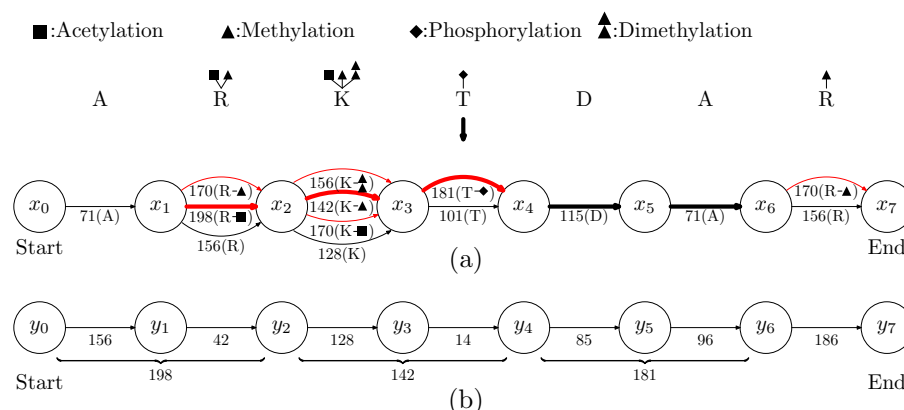 ■:Acetylation ▲:Methylation ◆:Phosphorylation :Dimethylation
A R K T D A R
170(R-▲) 156(K-▲) 181(T-◆) 170(R-▲)
x0 x1 x2 x3 x4 x5 x6 x7
142(K-▲)
71(A) 198(R-■) 101(T) 115(D) 71(A) 156(R)
170(K-■)
156(R) 128(K)
Start End
(a)
y0 y1 y2 y3 y4 y5 y6 y7
156 42 128 14 85 96 186
198 142 181
Start End
(b)